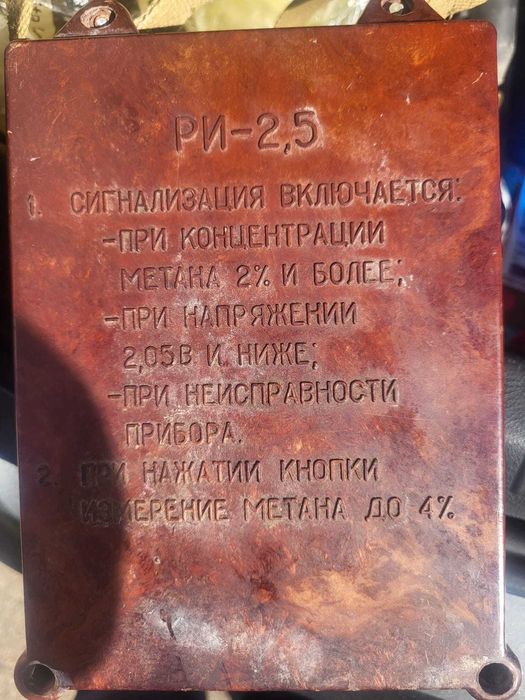 РИ-2,5
1. СИГНАЛИЗАЦИЯ ВКЛЮЧАЕТСЯ:
-ПРИ КОНЦЕНТРАЦИИ
МЕТАНА 2% И БОЛЕЕ;
-ПРИ НАПРЯЖЕНИИ
2,05В И НИЖЕ;
-ПРИ НЕИСПРАВНОСТИ
ПРИБОРА.
2. ПРИ НАЖАТИИ КНОПКИ
ИЗМЕРЕНИЕ МЕТАНА ДО 4%